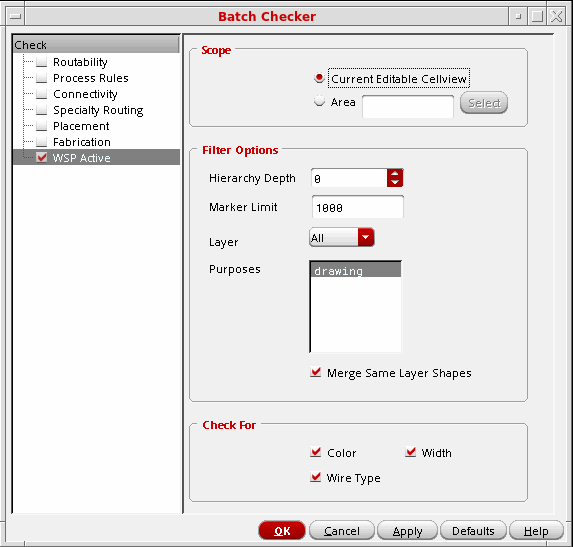 Batch Checker
Check
Routability
Process Rules
Connectivity
Specialty Routing
Placement
Fabrication
WSP Active
Scope
Current Editable Cellview
Area
Select
Filter Options
Hierarchy Depth 0
Marker Limit 1000
Layer All
Purposes drawing
Merge Same Layer Shapes
Check For
Color Width
Wire Type
OK Cancel Apply Defaults Help